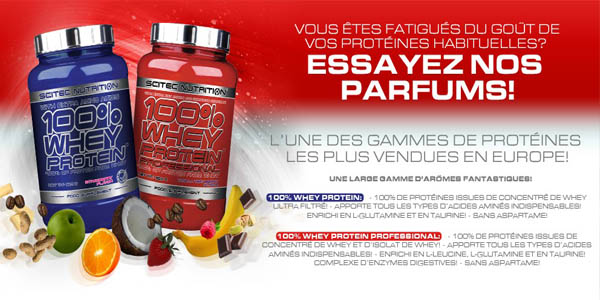 VOUS ÊTES FATIGUÉS DU GOÛT DE
VOS PROTÉINES HABITUELLES?
ESSAYEZ NOS
PARFUMS!
L'UNE DES GAMMES DE PROTÉINES
LES PLUS VENDUES EN EUROPE!
UNE LARGE GAMME D'ARÔMES FANTASTIQUES!
100% WHEY PROTEIN: - 100% DE PROTÉINES ISSUES DE CONCENTRÉ DE WHEY
ULTRA FILTRÉ! - APPORTE TOUS LES TYPES D'ACIDES AMINÉS INDISPENSABLES!
ENRICHI EN L-GLUTAMINE ET EN TAURINE! - SANS ASPARTAME!
100% WHEY PROTEIN PROFESSIONAL: - 100% DE PROTÉINES ISSUES DE
CONCENTRÉ DE WHEY ET D'ISOLAT DE WHEY! - APPORTE TOUS LES TYPES D'ACIDES
AMINÉS INDISPENSABLES! - ENRICHI EN L-LEUCINE, L-GLUTAMINE ET EN TAURINE!
COMPLEXE D'ENZYMES DIGESTIVES! - SANS ASPARTAME!
SCITEC NUTRITION
WITH EXTRA AMINO ACIDS
100%
WHEY
PROTEIN
SCITEC NUTRITION
100%
WHEY
PROTEIN
PROFESSIONAL